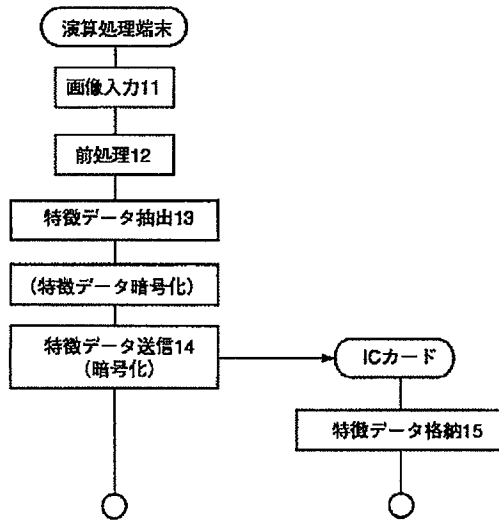 演算処理端末
画像入力11
前処理12
特徴データ抽出13
(特徴データ暗号化)
特徴データ送信14
(暗号化)
ICカード
特徴データ格納15